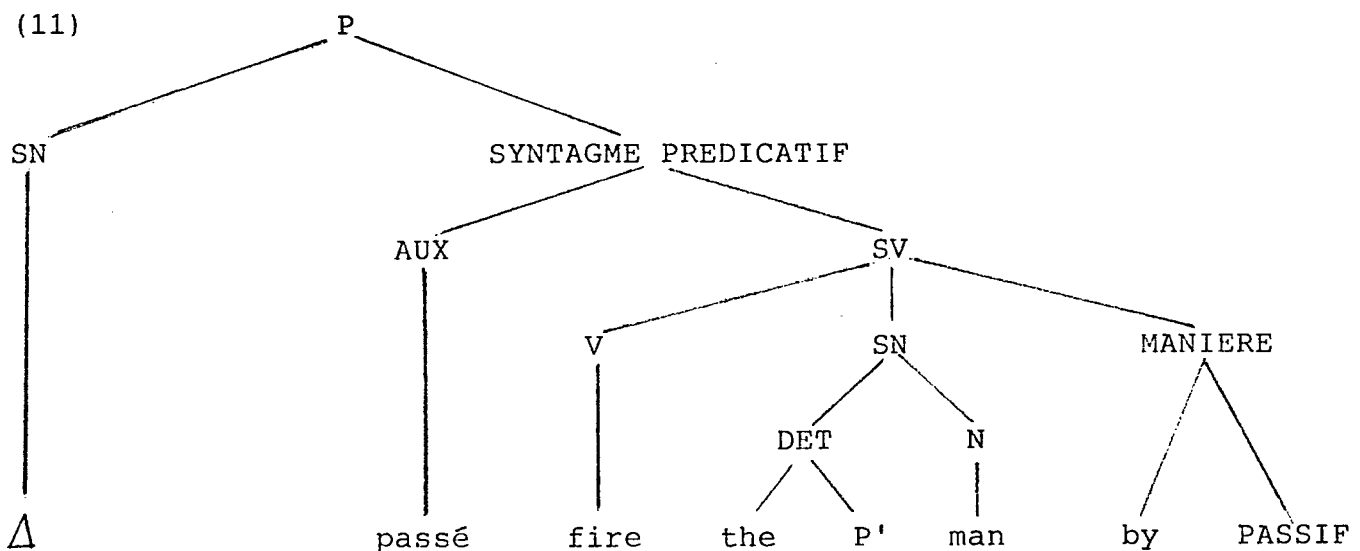 (11) P
SN SYNTAGME PREDICATIF
AUX SV
V SN MANIERE
DET N
Δ passé fire the P' man by PASSIF